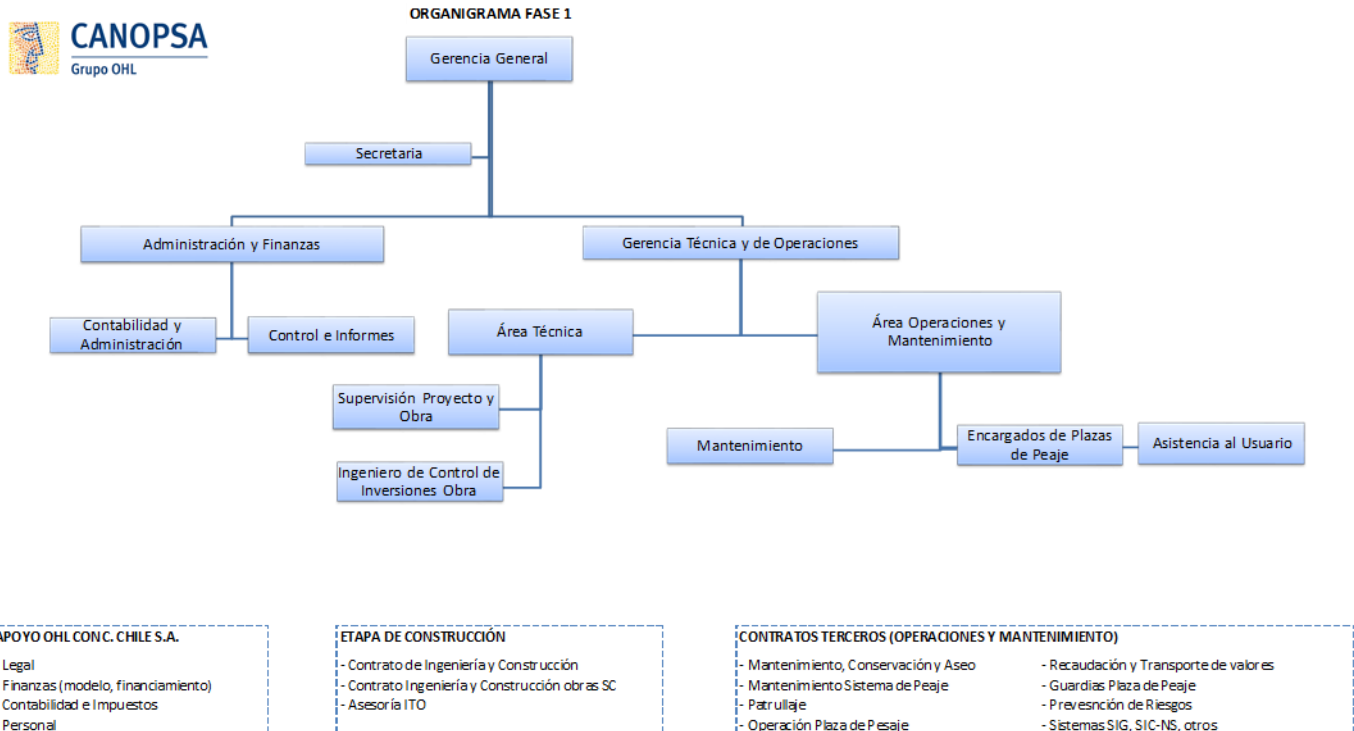 ORGANIGRAMA FASE 1
CANOPSA
Grupo OHL
Gerencia General
Secretaria
Administración y Finanzas
Gerencia Técnica y de Operaciones
Contabilidad y
Administración
Control e Informes
Área Técnica
Área Operaciones y
Mantenimiento
Supervisión Proyecto y
Obra
Ingeniero de Control de
Inversiones Obra
Mantenimiento
Encargados de Plazas
de Peaje
Asistencia al Usuario
APOYO OHL CONC. CHILE S.A.
Legal
Finanzas (modelo, financiamiento)
Contabilidad e Impuestos
Personal
ETAPA DE CONSTRUCCIÓN
- Contrato de Ingeniería y Construcción
- Contrato Ingeniería y Construcción obras SC
- Asesoría ITO
CONTRATOS TERCEROS (OPERACIONES Y MANTENIMIENTO)
- Mantenimiento, Conservación y Aseo
- Mantenimiento Sistema de Peaje
- Patrullaje
- Operación Plaza de Pesaje
- Recaudación y Transporte de valores
- Guardias Plaza de Peaje
- Prevesnción de Riesgos
- Sistemas SIG, SIC-NS, otros